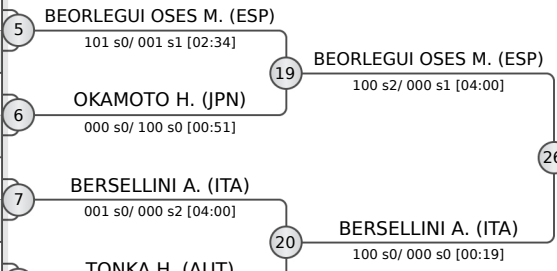 5
BEORLEGUI OSES M. (ESP)
101 s0/ 001 s1 [02:34]
19
BEORLEGUI OSES M. (ESP)
100 s2/ 000 s1 [04:00]
6
OKAMOTO H. (JPN)
000 s0/ 100 s0 [00:51]
26
7
BERSELLINI A. (ITA)
001 s0/ 000 s2 [04:00]
20
BERSELLINI A. (ITA)
100 s0/ 000 s0 [00:19]
TONKA H. (AUT)